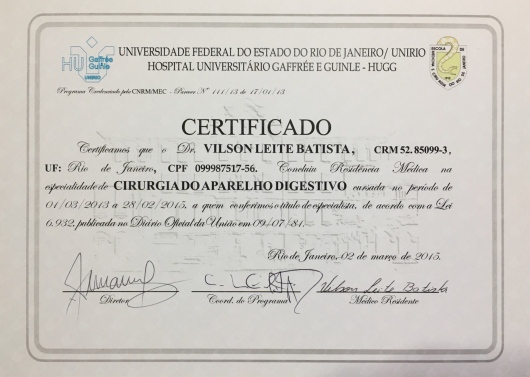 HU Gaffrée Guinle
UNIRIO
UNIVERSIDADE FEDERAL DO ESTADO DO RIO DE JANEIRO/ UNIRIO
HOSPITAL UNIVERSITÁRIO GAFFRÉE E GUINLE - HUGG
Programa Credenciado pelo CNRM/MEC - Parecer Nº 111/13 de 17/01/13
CERTIFICADO
Certificamos que o Dr. VILSON LEITE BATISTA, CRM 52.85099-3,
UF: Rio de Janeiro, CPF 099987517-56. Concluiu Residência Médica na
especialidade de CIRURGIA DO APARELHO DIGESTIVO cursada no período de
01/03/2013 a 28/02/2015, a quem conferimos o título de especialista, de acordo com a Lei
6.932, publicada no Diário Oficial da União em 09/07/81.
Rio de Janeiro, 02 de março de 2015.
Vilson Leite Batista
Diretor Coord. do Programa Médico Residente